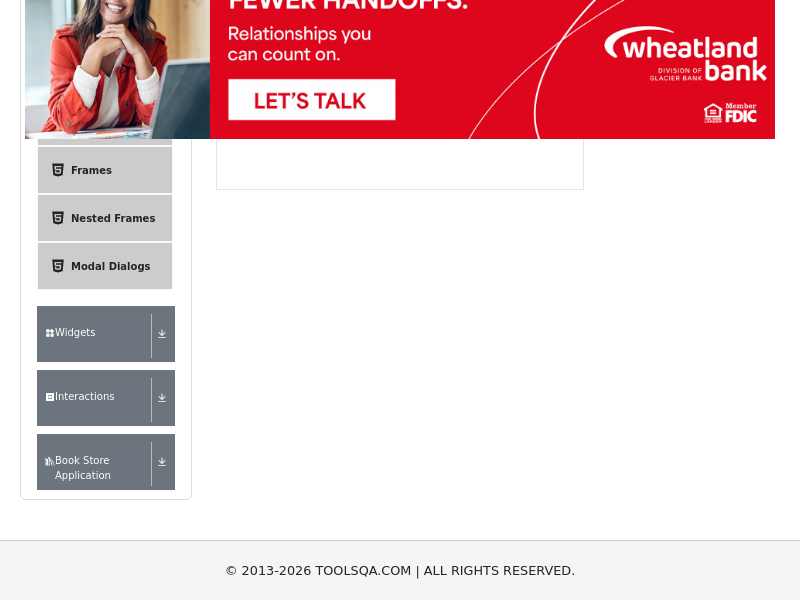 FEWER HANDOFFS.
Relationships you
can count on.
LET'S TALK
wheatland
DIVISION OF
GLACIER BANK
bank
Member
FDIC
Frames
Nested Frames
Modal Dialogs
Widgets
Interactions
Book Store
Application
© 2013-2026 TOOLSQA.COM | ALL RIGHTS RESERVED.